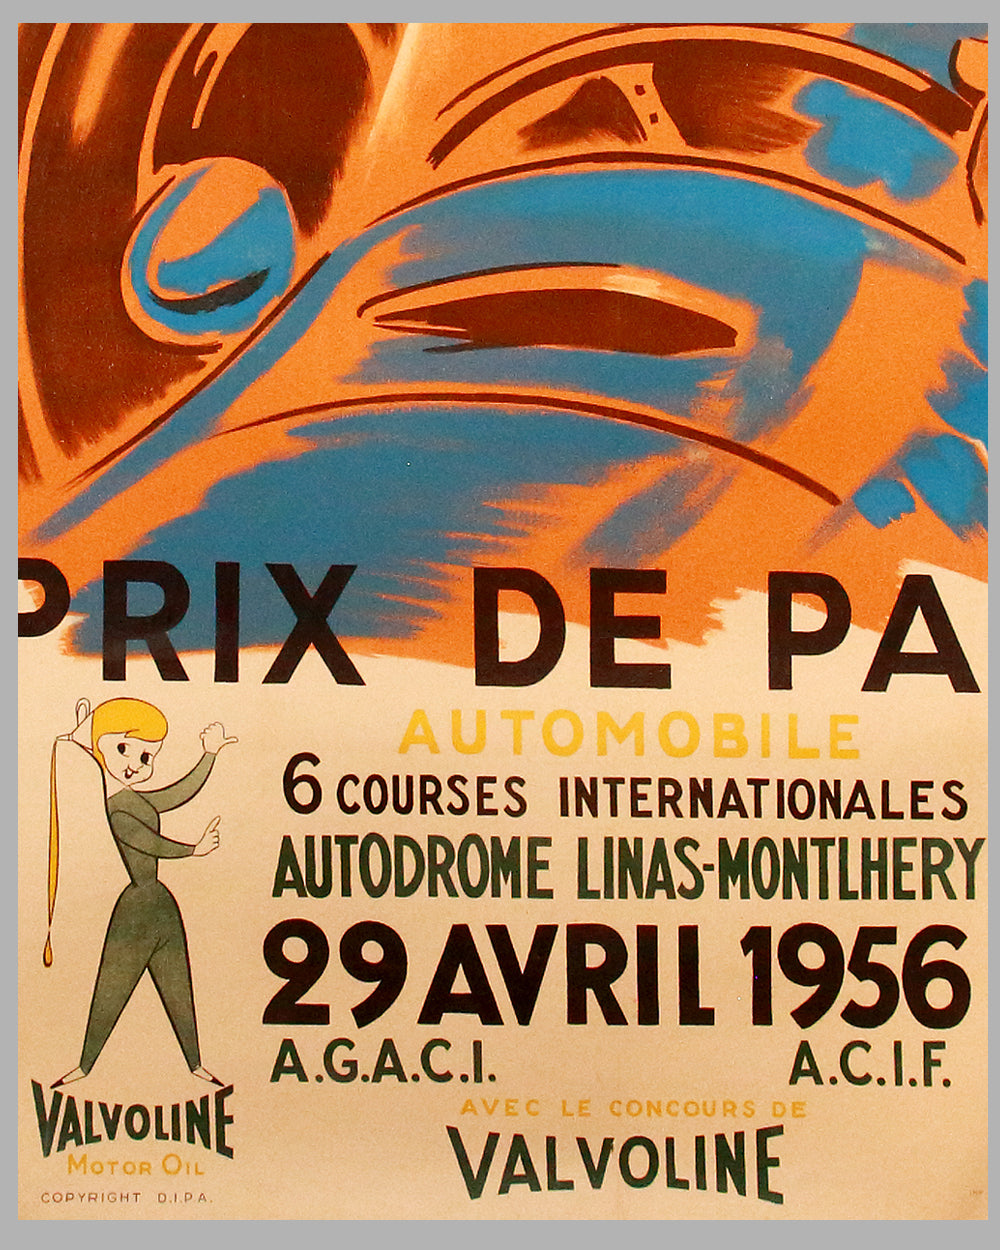 PRIX DE PA
AUTOMOBILE
6 COURSES INTERNATIONALES
AUTODROME LINAS-MONTLHERY
29 AVRIL 1956
A.G.A.C.I. A.C.I.F.
AVEC LE CONCOURS DE
VALVOLINE
VALVOLINE
MOTOR OIL
COPYRIGHT D.I.P.A.